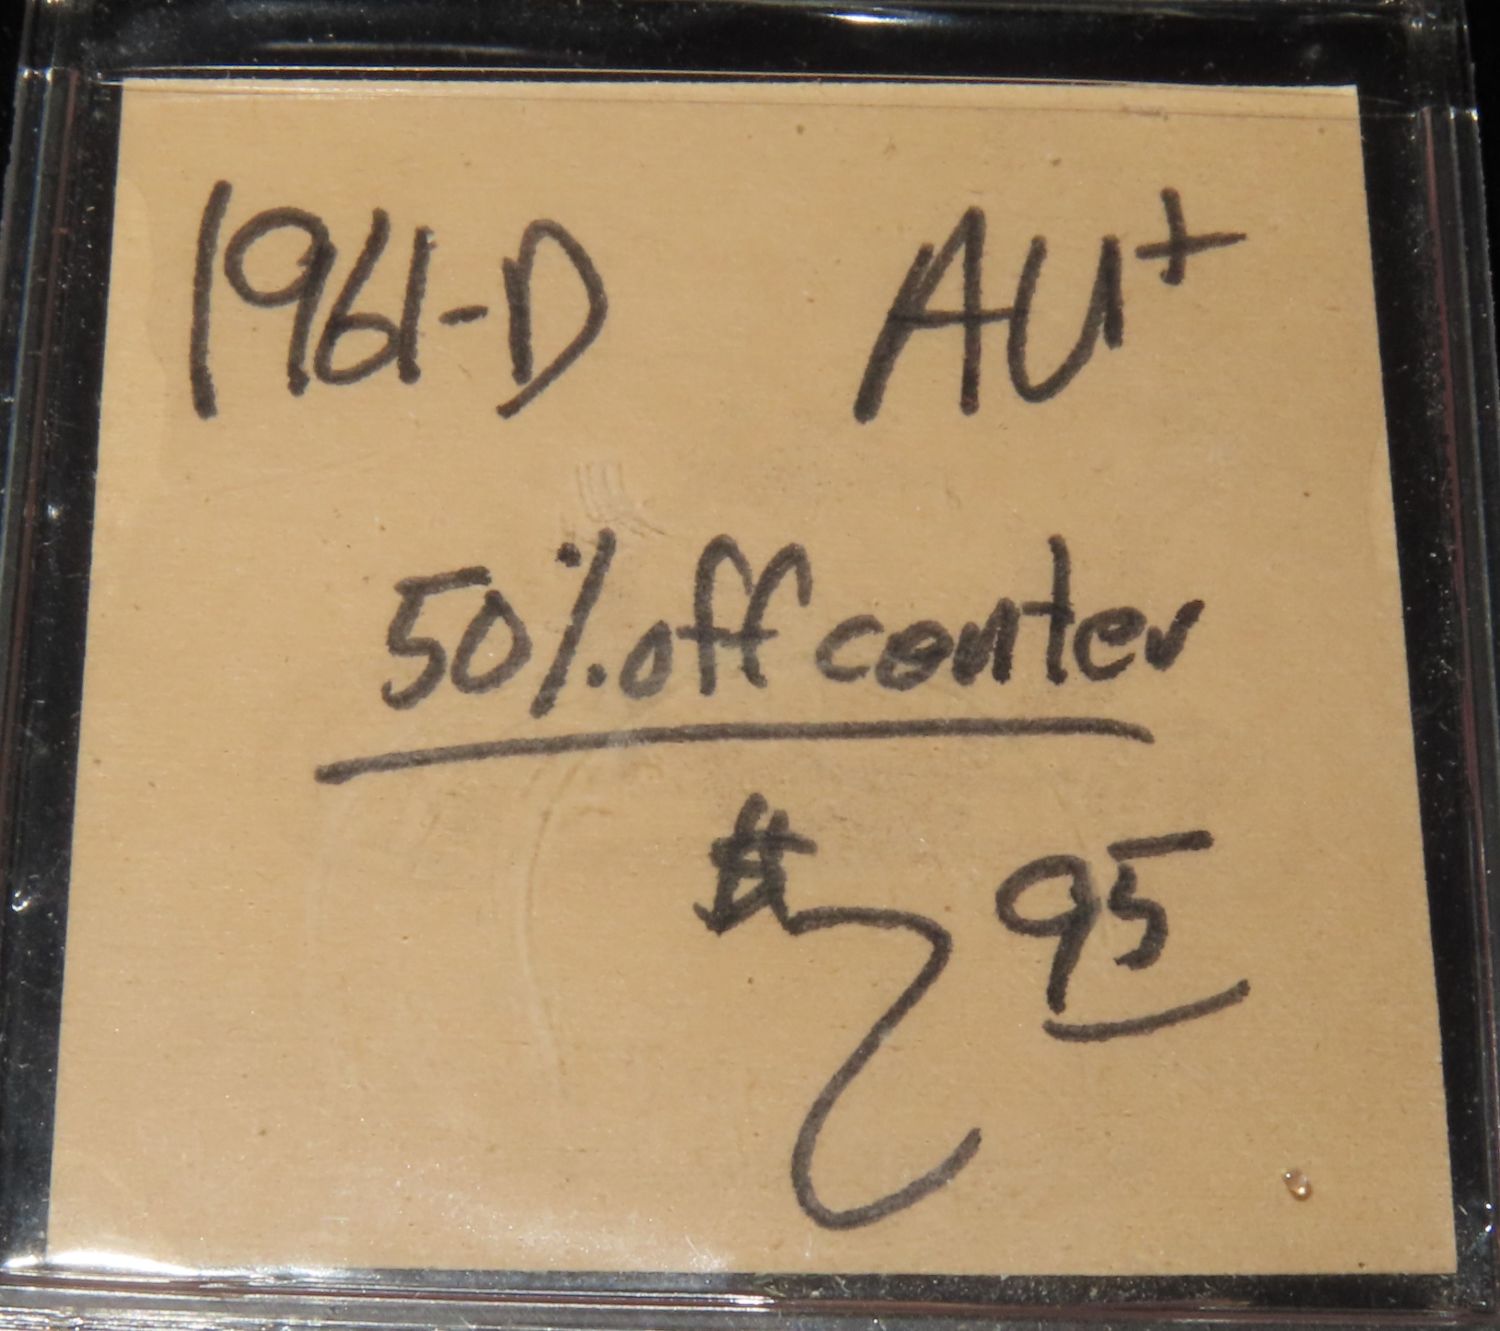 1961-D AU+
50% off center
$2 95